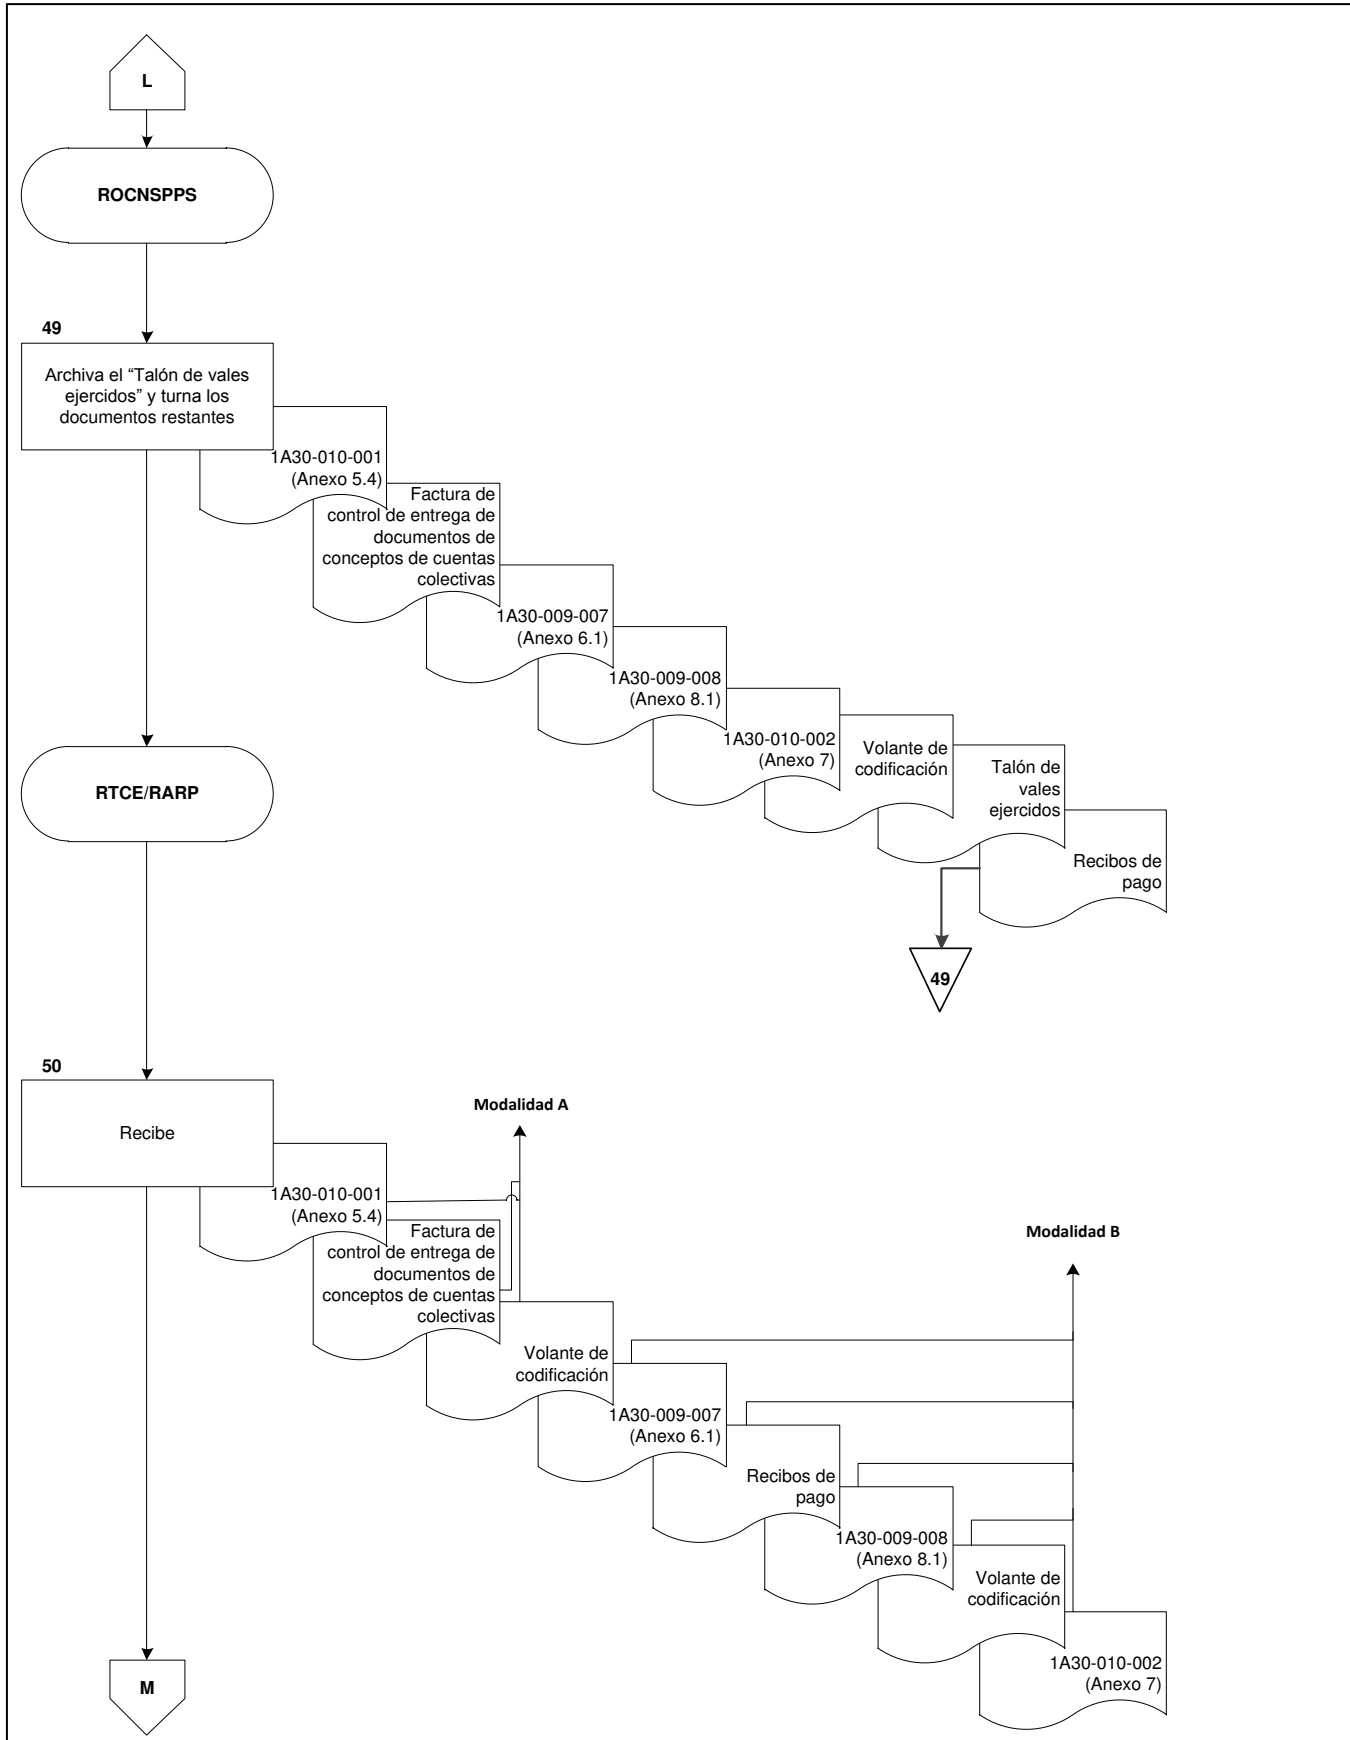 L
ROCNSPPS
49
Archiva el “Talón de vales
ejercidos” y turna los
documentos restantes
1A30-010-001
(Anexo 5.4)
Factura de
control de entrega de
documentos de
conceptos de cuentas
colectivas
1A30-009-007
(Anexo 6.1)
1A30-009-008
(Anexo 8.1)
1A30-010-002
(Anexo 7)
Volante de
codificación
Talón de
vales
ejercidos
Recibos de
pago
49
RTCE/RARP
50
Recibe
Modalidad A
1A30-010-001
(Anexo 5.4)
Factura de
control de entrega de
documentos de
conceptos de cuentas
colectivas
Modalidad B
Volante de
codificación
1A30-009-007
(Anexo 6.1)
Recibos de
pago
1A30-009-008
(Anexo 8.1)
Volante de
codificación
1A30-010-002
(Anexo 7)
M